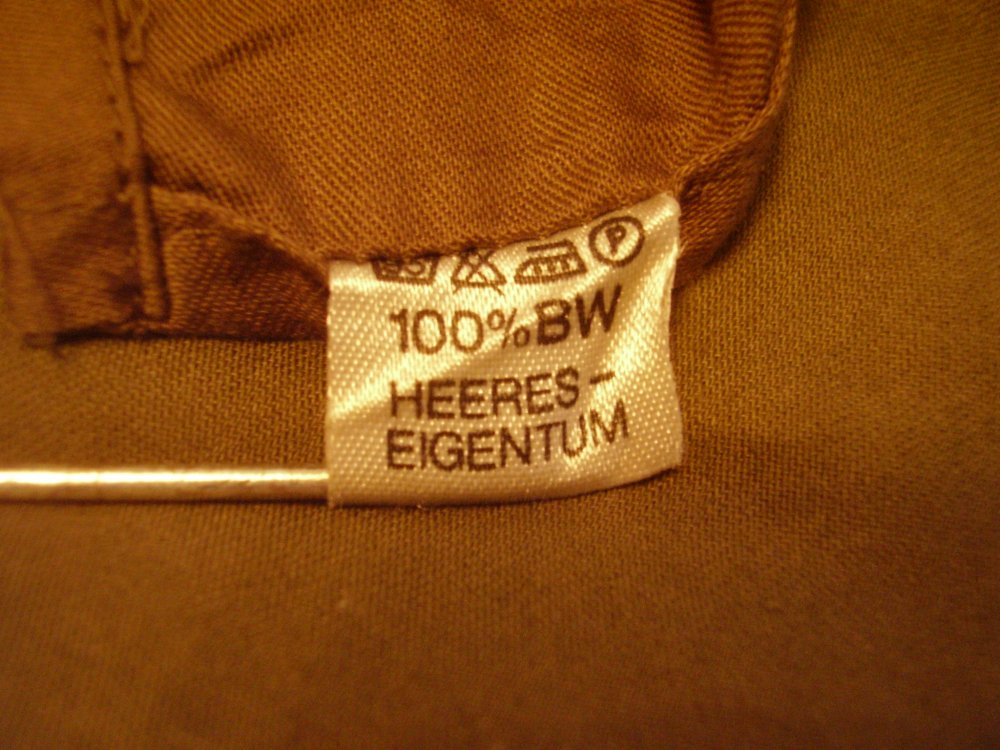 P
100%BW
HEERES-
EIGENTUM